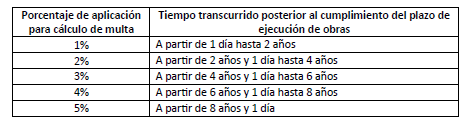 Porcentaje de aplicación para cálculo de multa	Tiempo transcurrido posterior al cumplimiento del plazo de ejecución de obras
1%	A partir de 1 día hasta 2 años
2%	A partir de 2 años y 1 día hasta 4 años
3%	A partir de 4 años y 1 día hasta 6 años
4%	A partir de 6 años y 1 día hasta 8 años
5%	A partir de 8 años y 1 día